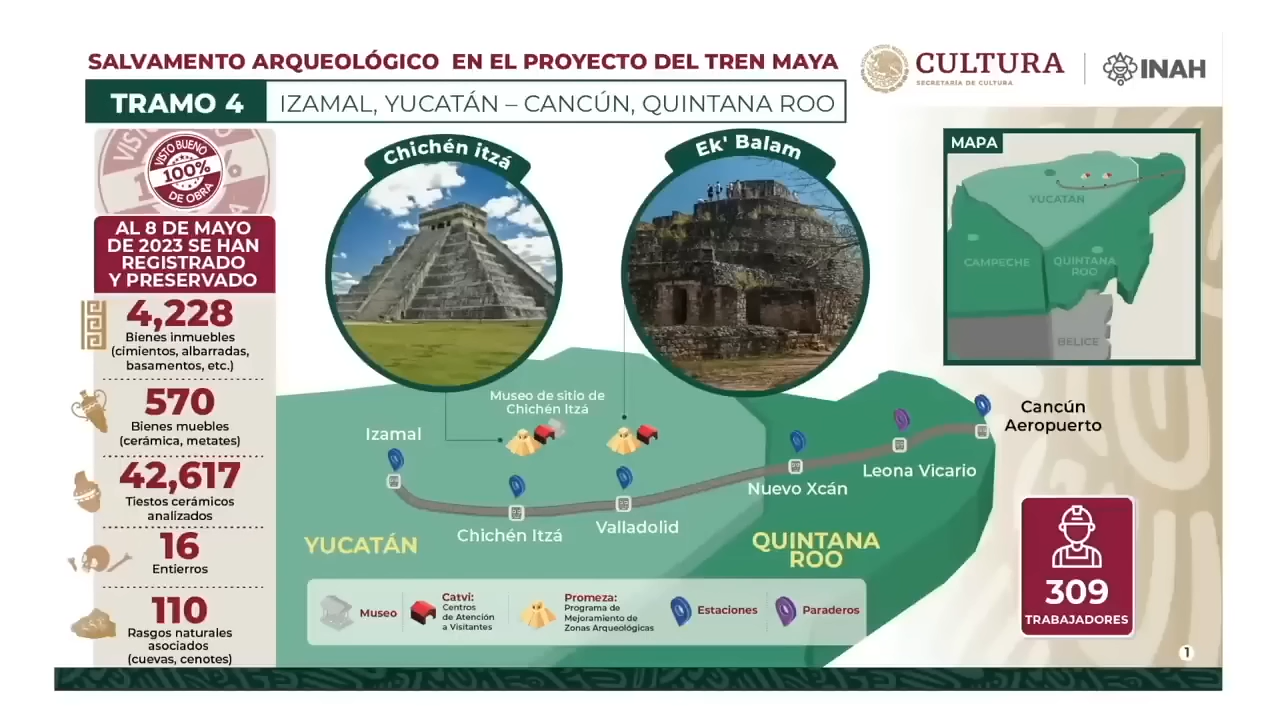 SALVAMENTO ARQUEOLÓGICO EN EL PROYECTO DEL TREN MAYA
CULTURA
SECRETARÍA DE CULTURA
INAH
TRAMO 4
IZAMAL, YUCATÁN – CANCÚN, QUINTANA ROO
VISTO BUENO
100%
DE OBRA
AL 8 DE MAYO
DE 2023 SE HAN
REGISTRADO
Y PRESERVADO
4,228
Bienes inmuebles
(cimientos, albarradas,
basamentos, etc.)
570
Bienes muebles
(cerámica, metates)
42,617
Tiestos cerámicos
analizados
16
Entierros
110
Rasgos naturales
asociados
(cuevas, cenotes)
Chichén itzá
Ek' Balam
MAPA
YUCATÁN
CAMPECHE
QUINTANA
ROO
BELICE
Museo de sitio de
Chichén Itzá
Izamal
Chichén Itzá
Valladolid
Nuevo Xcán
Leona Vicario
Cancún
Aeropuerto
YUCATÁN
QUINTANA
ROO
Museo
Catvi:
Centros
de Atención
a Visitantes
Promeza:
Programa de
Mejoramiento de
Zonas Arqueológicas
Estaciones
Paraderos
309
TRABAJADORES
1